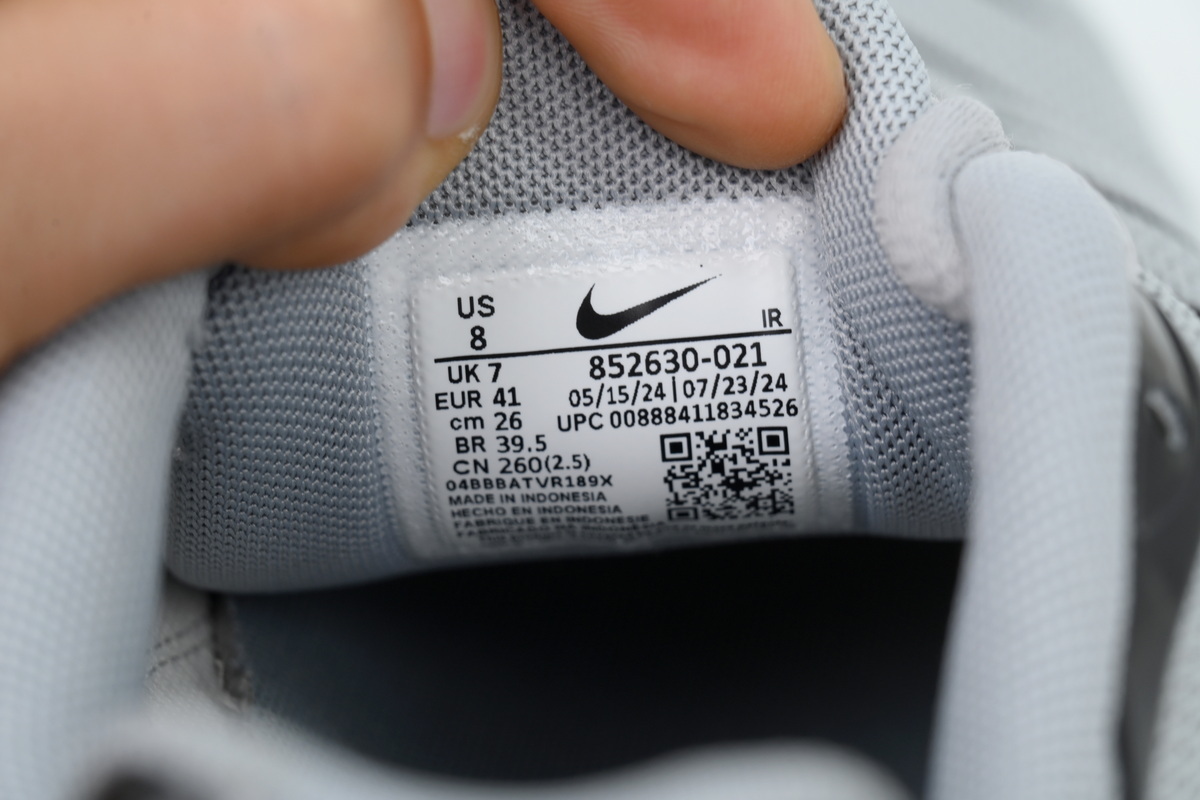 US
8
IR
UK 7
852630-021
EUR 41
05/15/24|07/23/24
cm 26
UPC 00888411834526
BR 39.5
CN 260(2.5)
04BBBATVR189X
MADE IN INDONESIA
HECHO EN INDONESIA
FABRIQUE EN INDONESIE